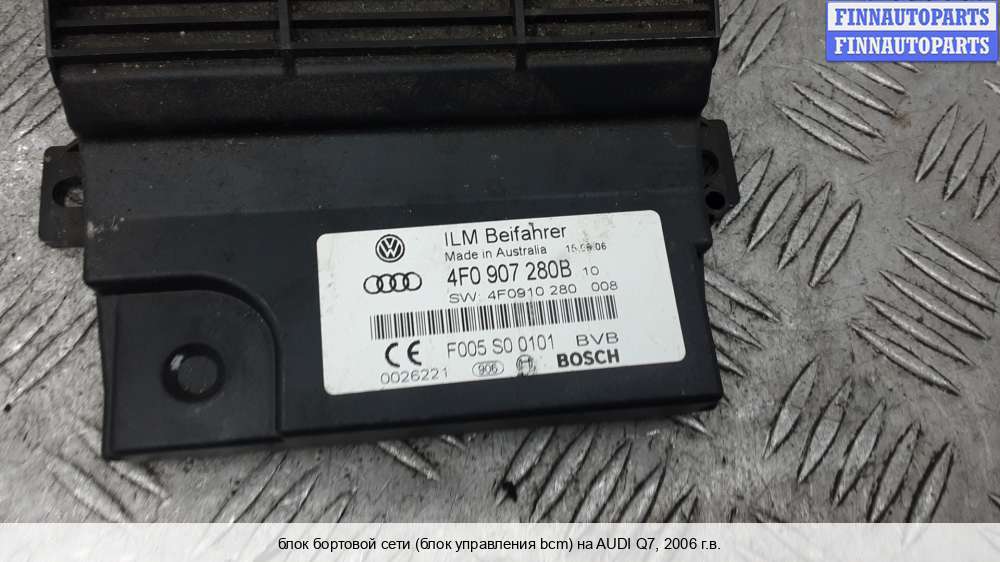 FINNAUTOPARTS
FINNAUTOPARTS
ILM Beifahrer
Made in Australia
4F0 907 280B 10
SW: 4F0910 280 008
F005 S0 0101 BVB
CE
0026221 906 BOSCH
блок бортовой сети (блок управления bcm) на AUDI Q7, 2006 г.в.